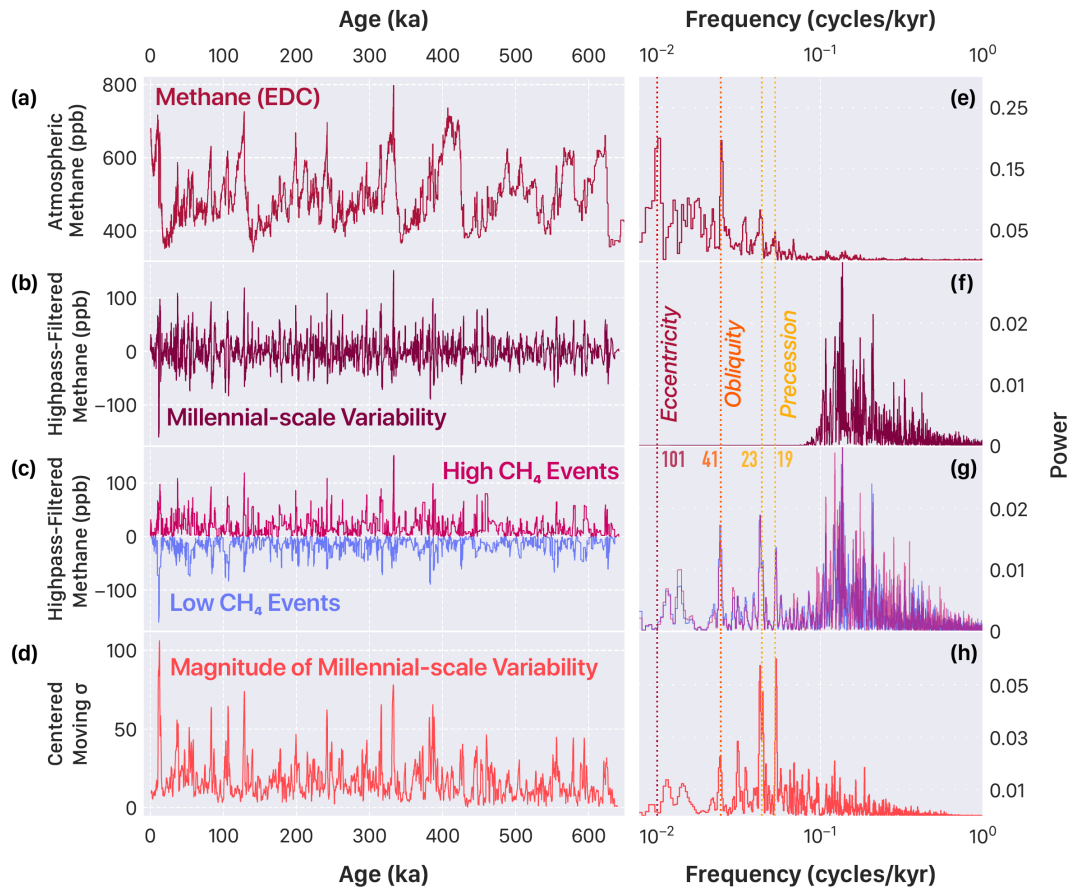 Age (ka)
Frequency (cycles/kyr)
0 100 200 300 400 500 600
10⁻² 10⁻¹ 10⁰
(a)
Atmospheric
Methane (ppb)
800
600
400
Methane (EDC)
(e)
0.25
0.15
0.05
(b)
Highpass-Filtered
Methane (ppb)
100
0
−100
Millennial-scale Variability
(f)
Eccentricity
Obliquity
Precession
0.02
0.01
0
Power
(c)
Highpass-Filtered
Methane (ppb)
100
0
−100
High CH₄ Events
Low CH₄ Events
101 41 23 19
(g)
0.02
0.01
0
(d)
Centered
Moving σ
100
50
0
Magnitude of Millennial-scale Variability
(h)
0.05
0.03
0.01
0 100 200 300 400 500 600
10⁻² 10⁻¹ 10⁰
Age (ka)
Frequency (cycles/kyr)